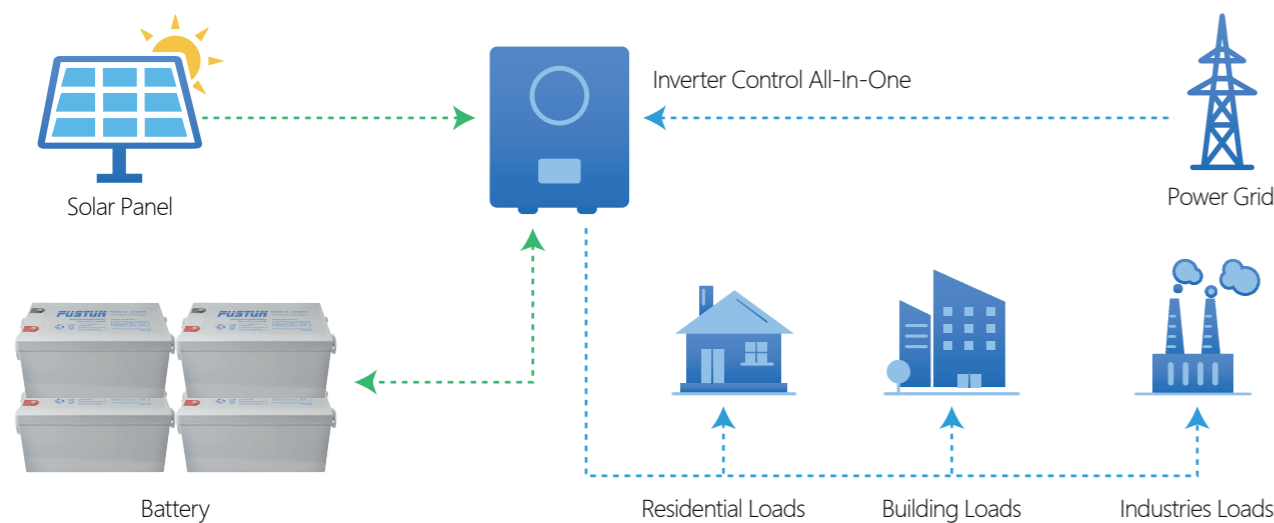 Inverter Control All-In-One
Solar Panel
Power Grid
PUSTUN
PUSTUN
Battery
Residential Loads
Building Loads
Industries Loads